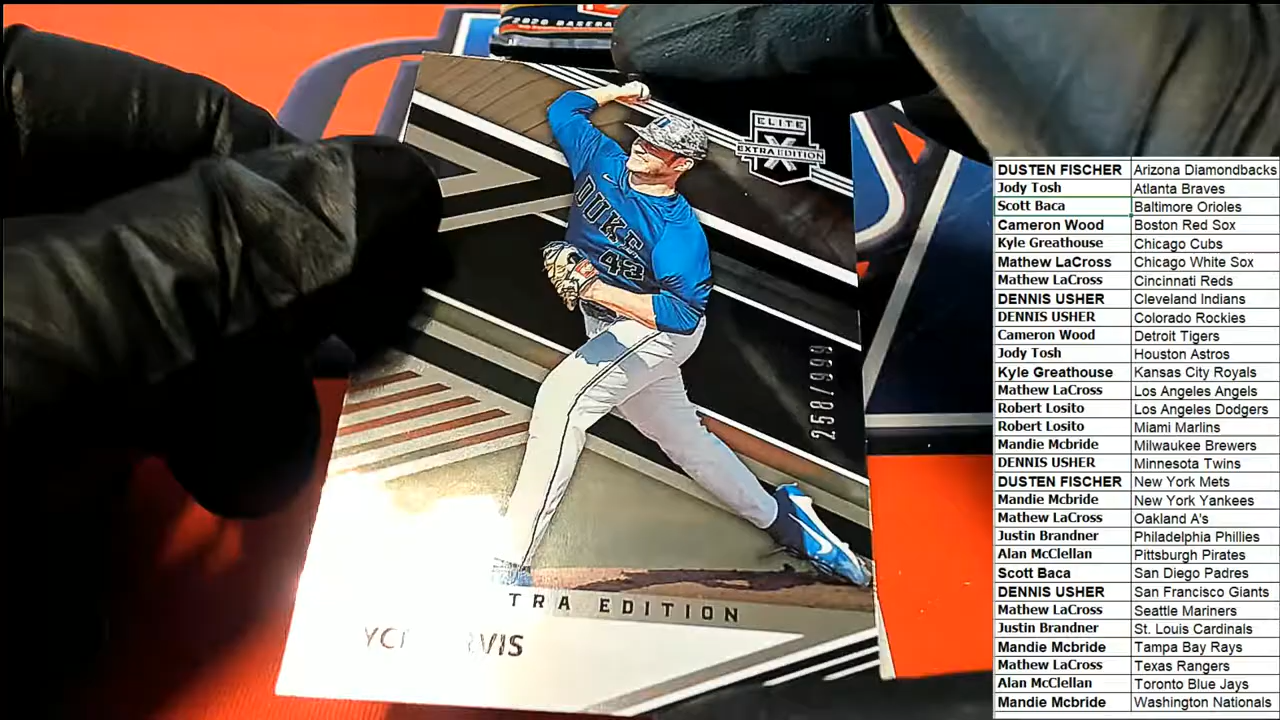 2020 BASEBA
ELITE
X
EXTRA EDITION
DUKE
43
258/999
TRA EDITION
YC VIS
DUSTEN FISCHER Arizona Diamondbacks
Jody Tosh Atlanta Braves
Scott Baca Baltimore Orioles
Cameron Wood Boston Red Sox
Kyle Greathouse Chicago Cubs
Mathew LaCross Chicago White Sox
Mathew LaCross Cincinnati Reds
DENNIS USHER Cleveland Indians
DENNIS USHER Colorado Rockies
Cameron Wood Detroit Tigers
Jody Tosh Houston Astros
Kyle Greathouse Kansas City Royals
Mathew LaCross Los Angeles Angels
Robert Losito Los Angeles Dodgers
Robert Losito Miami Marlins
Mandie Mcbride Milwaukee Brewers
DENNIS USHER Minnesota Twins
DUSTEN FISCHER New York Mets
Mandie Mcbride New York Yankees
Mathew LaCross Oakland A's
Justin Brandner Philadelphia Phillies
Alan McClellan Pittsburgh Pirates
Scott Baca San Diego Padres
DENNIS USHER San Francisco Giants
Mathew LaCross Seattle Mariners
Justin Brandner St. Louis Cardinals
Mandie Mcbride Tampa Bay Rays
Mathew LaCross Texas Rangers
Alan McClellan Toronto Blue Jays
Mandie Mcbride Washington Nationals